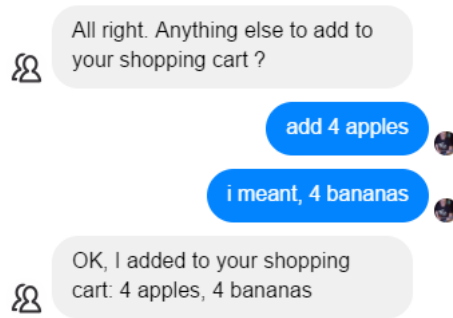 All right. Anything else to add to
your shopping cart ?
add 4 apples
i meant, 4 bananas
OK, I added to your shopping
cart: 4 apples, 4 bananas